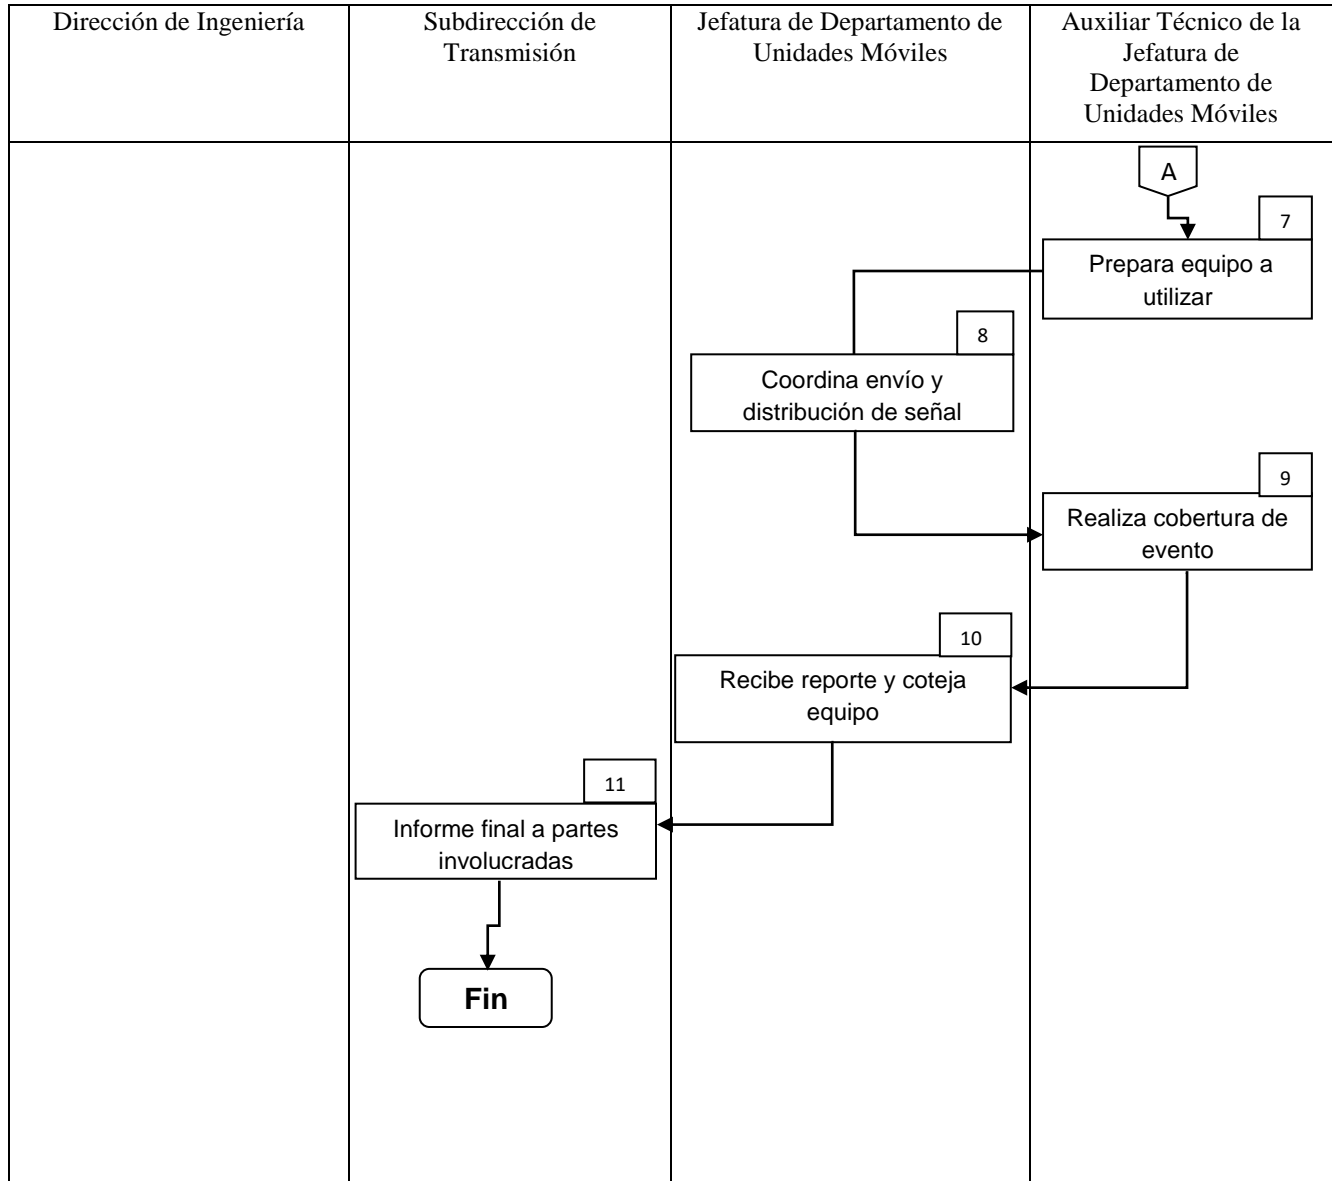 Dirección de Ingeniería
Subdirección de
Transmisión
Jefatura de Departamento de
Unidades Móviles
Auxiliar Técnico de la
Jefatura de
Departamento de
Unidades Móviles
A
7
Prepara equipo a
utilizar
8
Coordina envío y
distribución de señal
9
Realiza cobertura de
evento
10
Recibe reporte y coteja
equipo
11
Informe final a partes
involucradas
Fin